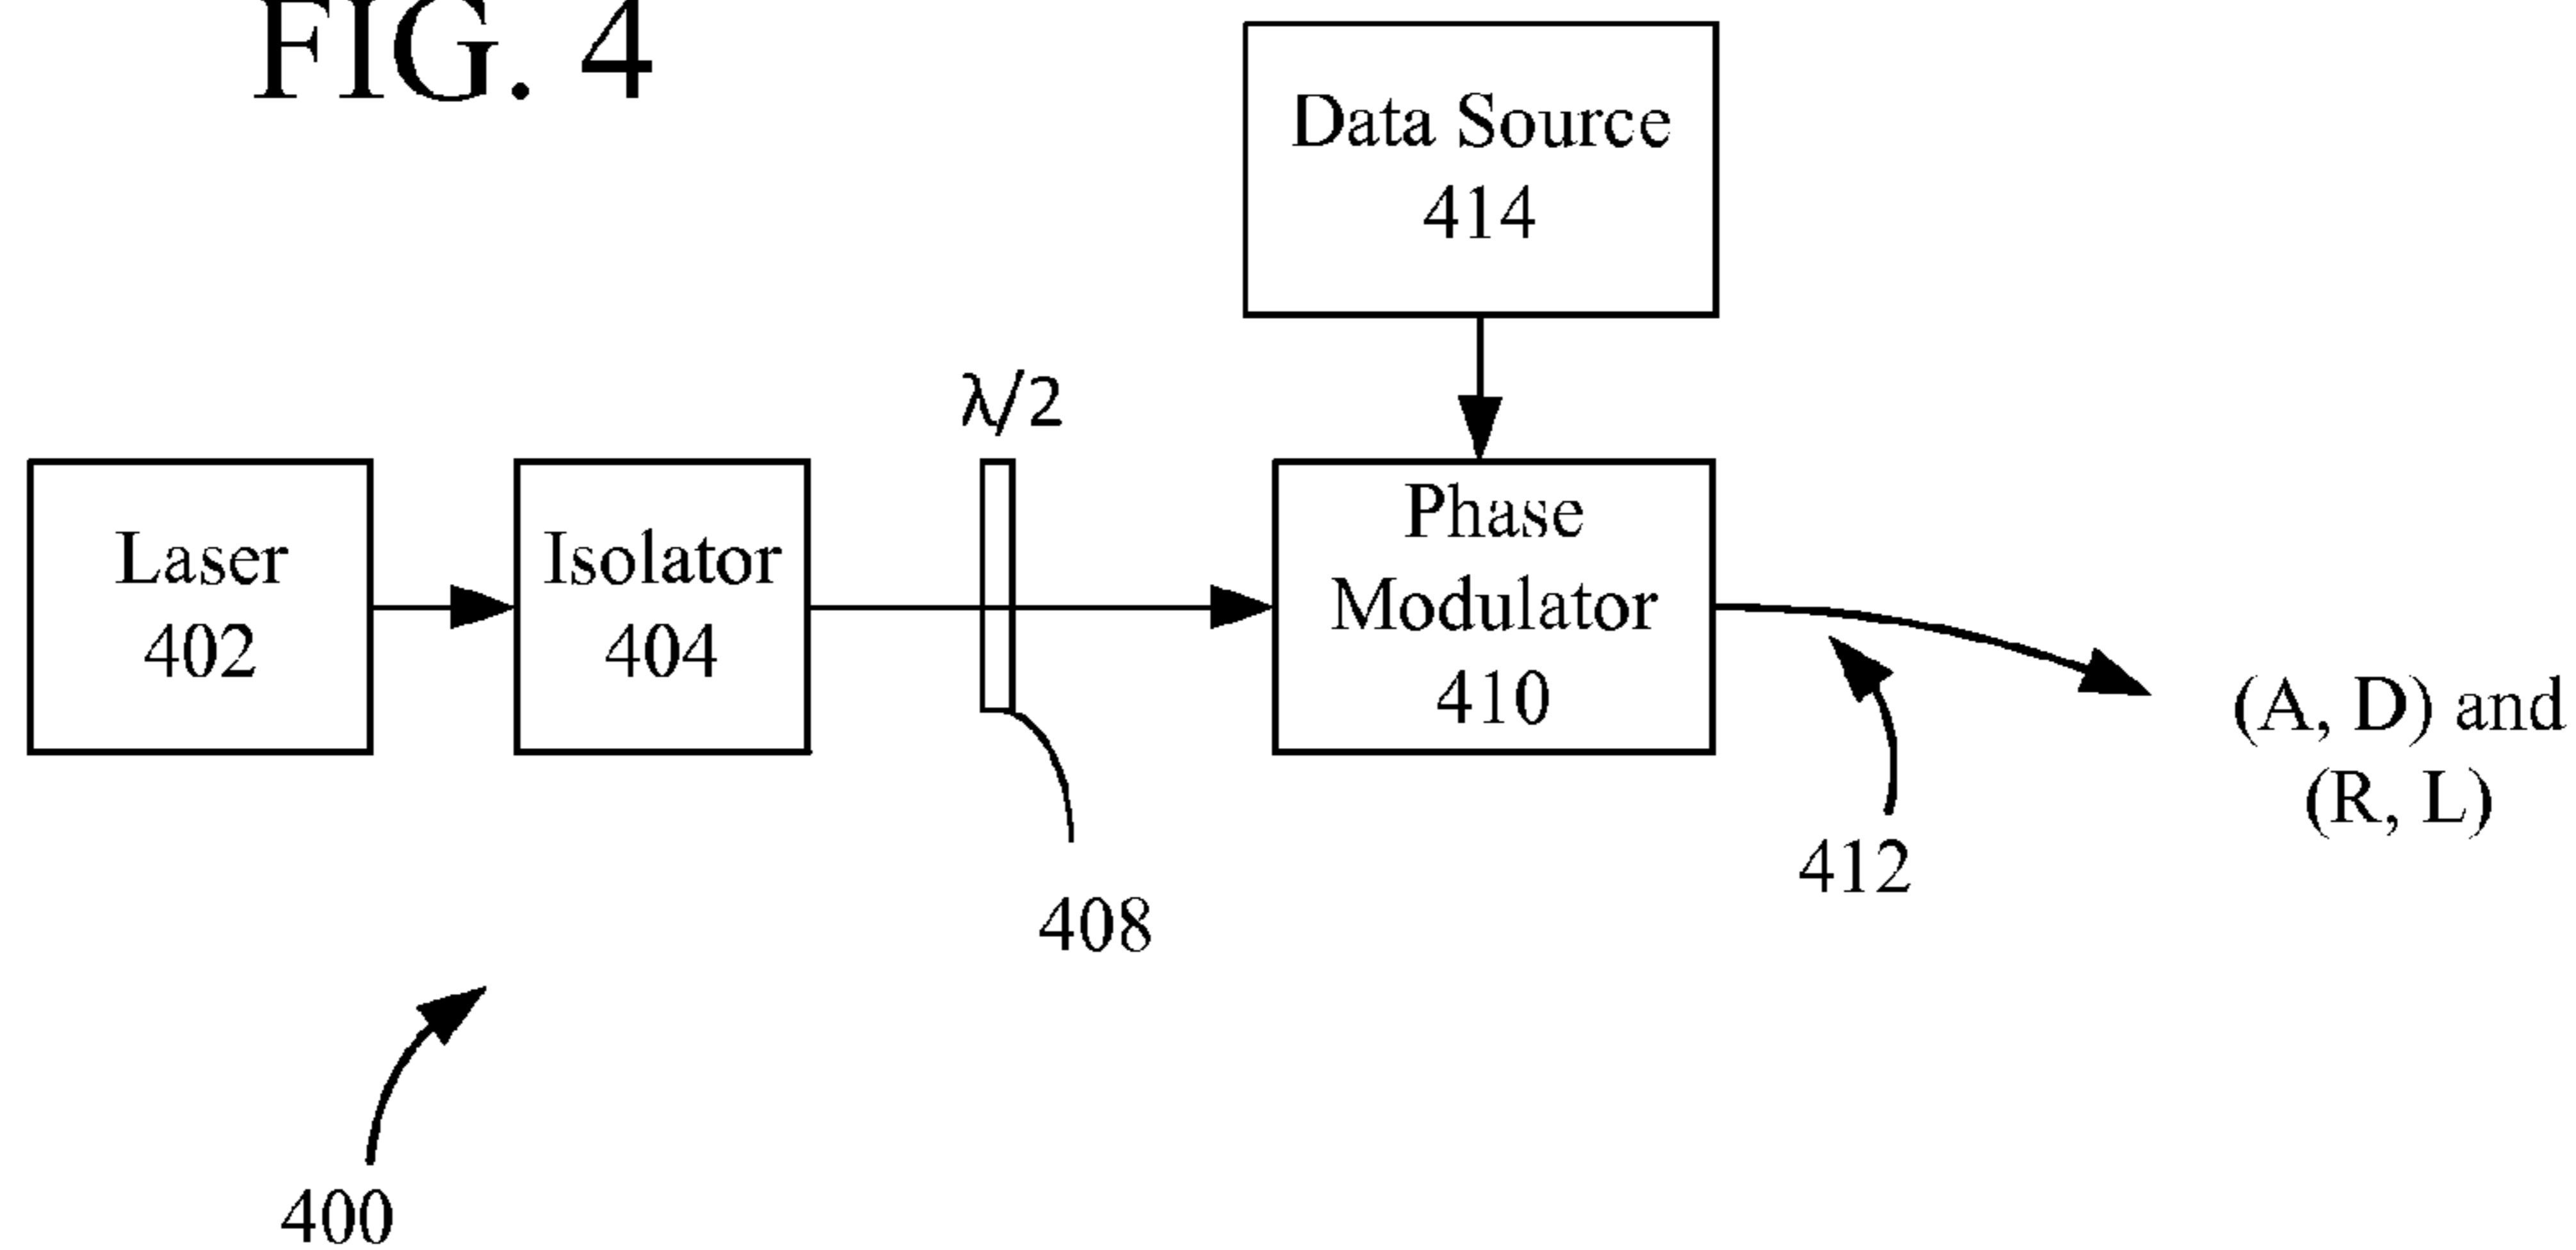 FIG. 4
Data Source
414
λ/2
Laser
402
Isolator
404
Phase
Modulator
410
(A, D) and
(R, L)
412
408
400